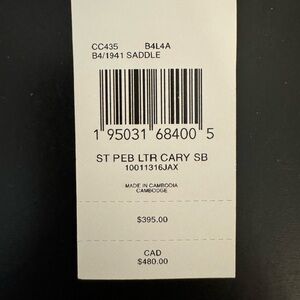 CC435 B4L4A
B4/1941 SADDLE
1 95031 68400 5
ST PEB LTR CARY SB
10011316JAX
MADE IN CAMBODIA
CAMBODGE
$395.00
CAD
$480.00